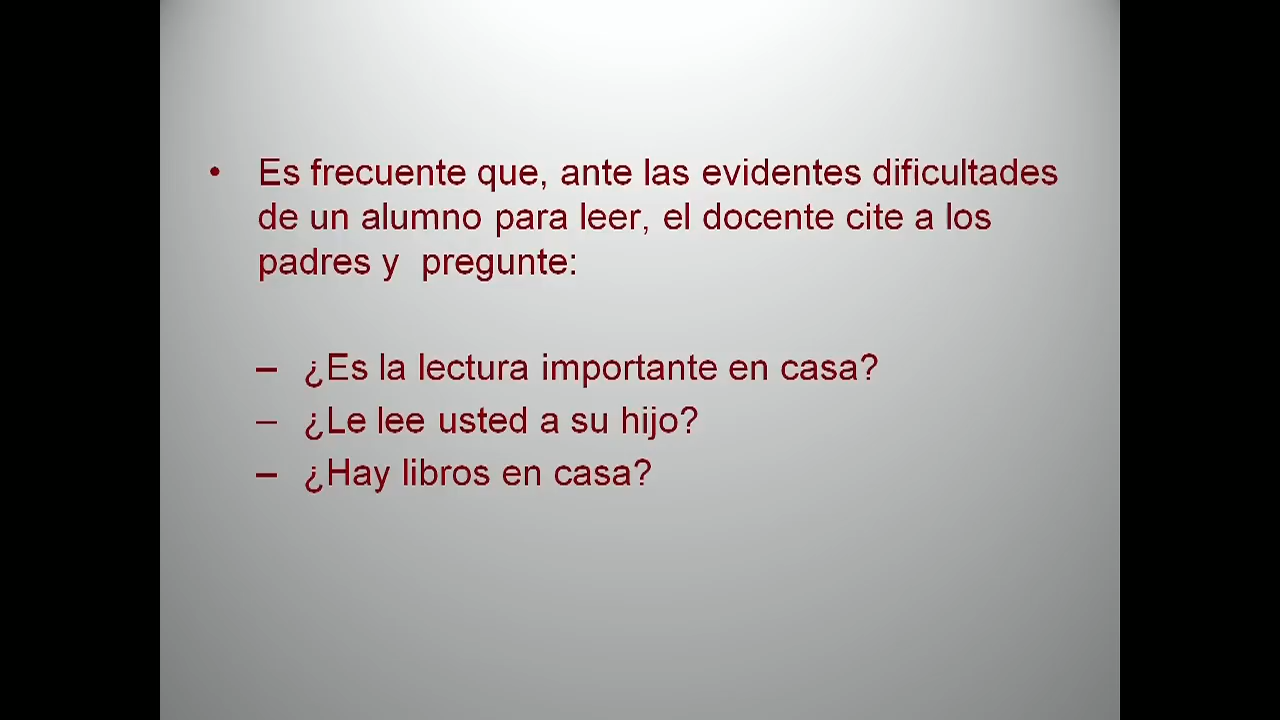 • Es frecuente que, ante las evidentes dificultades
de un alumno para leer, el docente cite a los
padres y  pregunte:
– ¿Es la lectura importante en casa?
– ¿Le lee usted a su hijo?
– ¿Hay libros en casa?